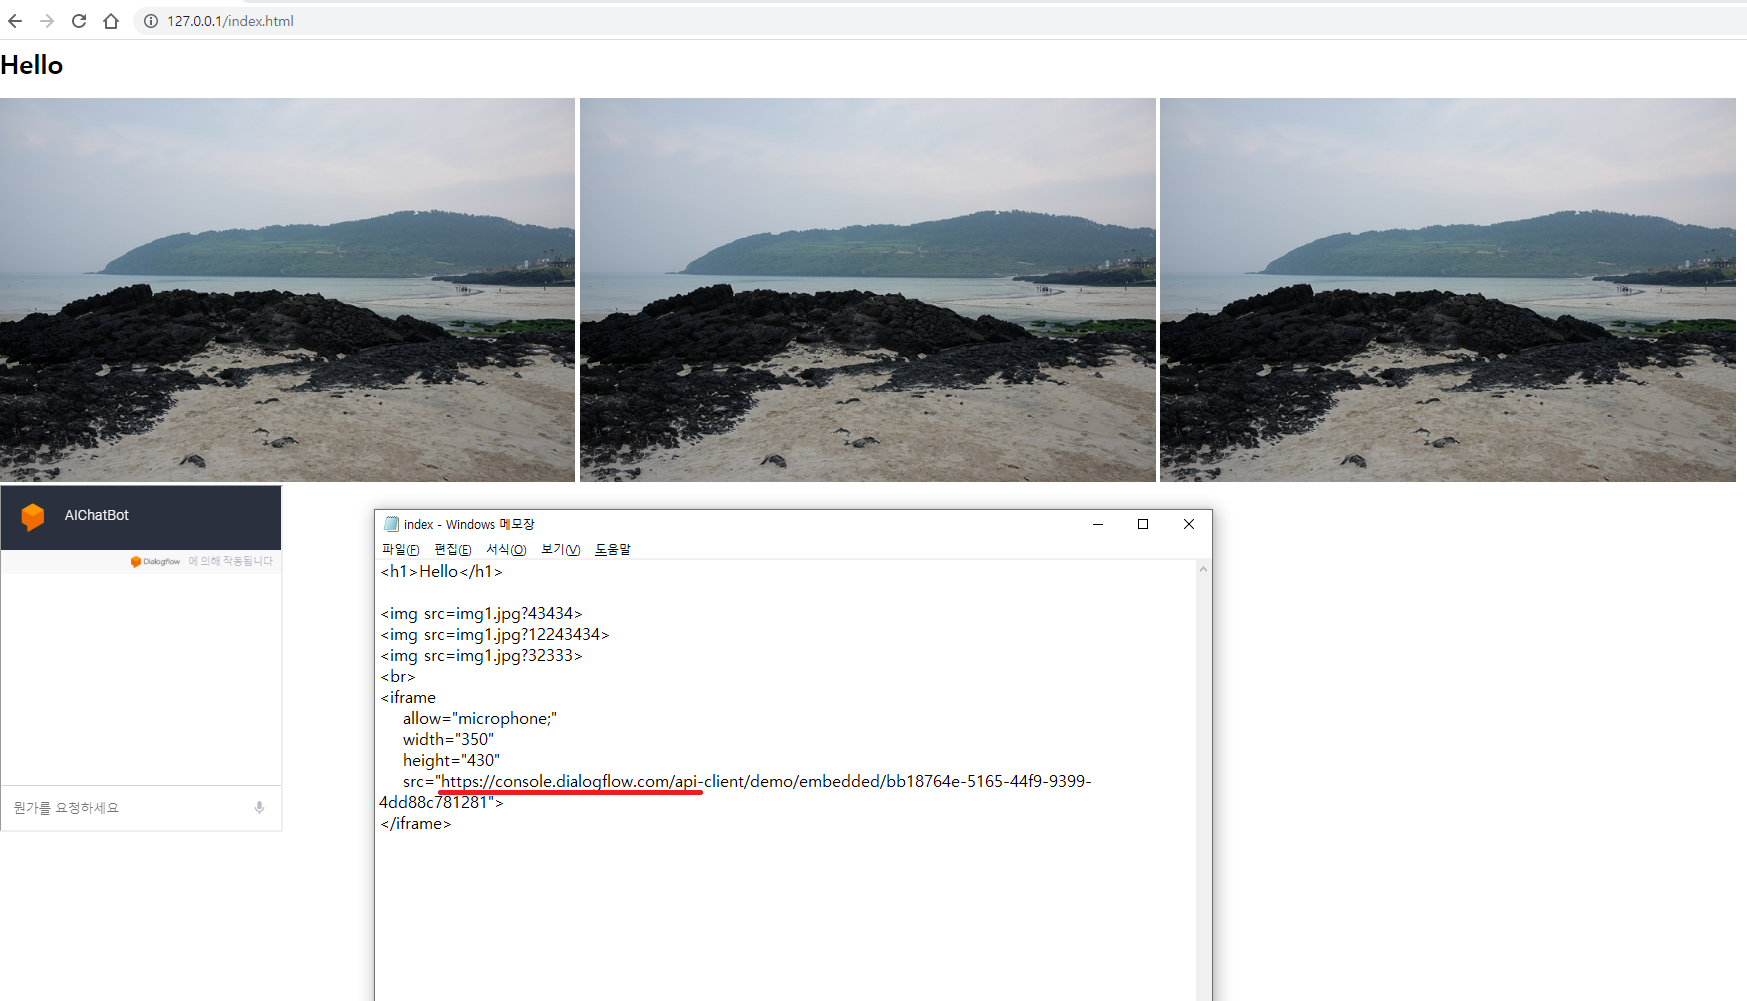 127.0.0.1/index.html
Hello
AIChatBot
Dialogflow 에 의해 작동됩니다
뭔가를 요청하세요
index - Windows 메모장
파일(F) 편집(E) 서식(O) 보기(V) 도움말
<h1>Hello</h1>
<img src=img1.jpg?43434>
<img src=img1.jpg?12243434>
<img src=img1.jpg?32333>
<br>
<iframe
allow="microphone;"
width="350"
height="430"
src="https://console.dialogflow.com/api-client/demo/embedded/bb18764e-5165-44f9-9399-
4dd88c781281">
</iframe>